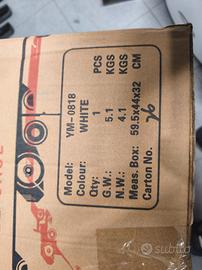 Model: YM-0818
Colour: WHITE
Qty: 1 PCS
G.W.: 5.1 KGS
N.W.: 4.1 KGS
Meas. Box: 59.5x44x32 CM
Carton No. 76
subito